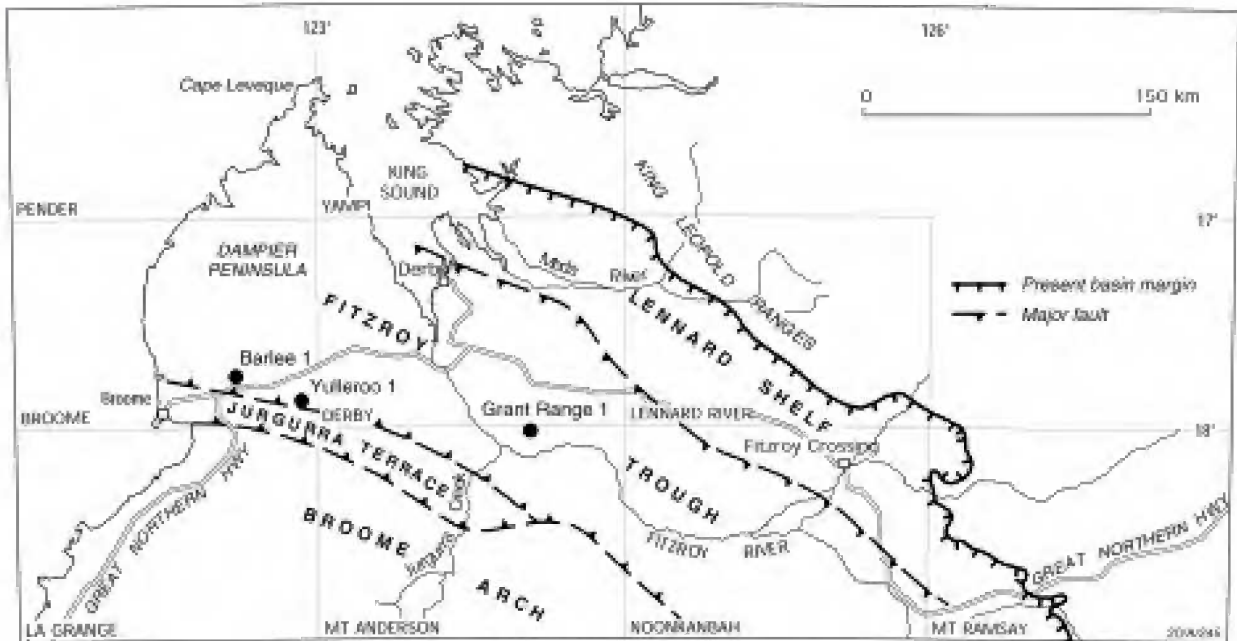 123°
126°
Cape Leveque
0 150 km
KING
SOUND
KING
LEOPOLD
RANGES
PENDER
YAMPI
17°
DAMPIER
PENINSULA
Derby
River
Present basin margin
Major fault
FITZROY
LENNARD
SHELF
Barlee 1
Yulleroo 1
Broome
DERBY
Grant Range 1
LENNARD RIVER
BROOME
18°
JURGURRA TERRACE
Fitzroy Crossing
TROUGH
GREAT NORTHERN HWY
BROOME
ARCH
Jurgurra
FITZROY RIVER
GREAT NORTHERN HWY
LA GRANGE
MT ANDERSON
NOONKANBAH
MT RAMSAY